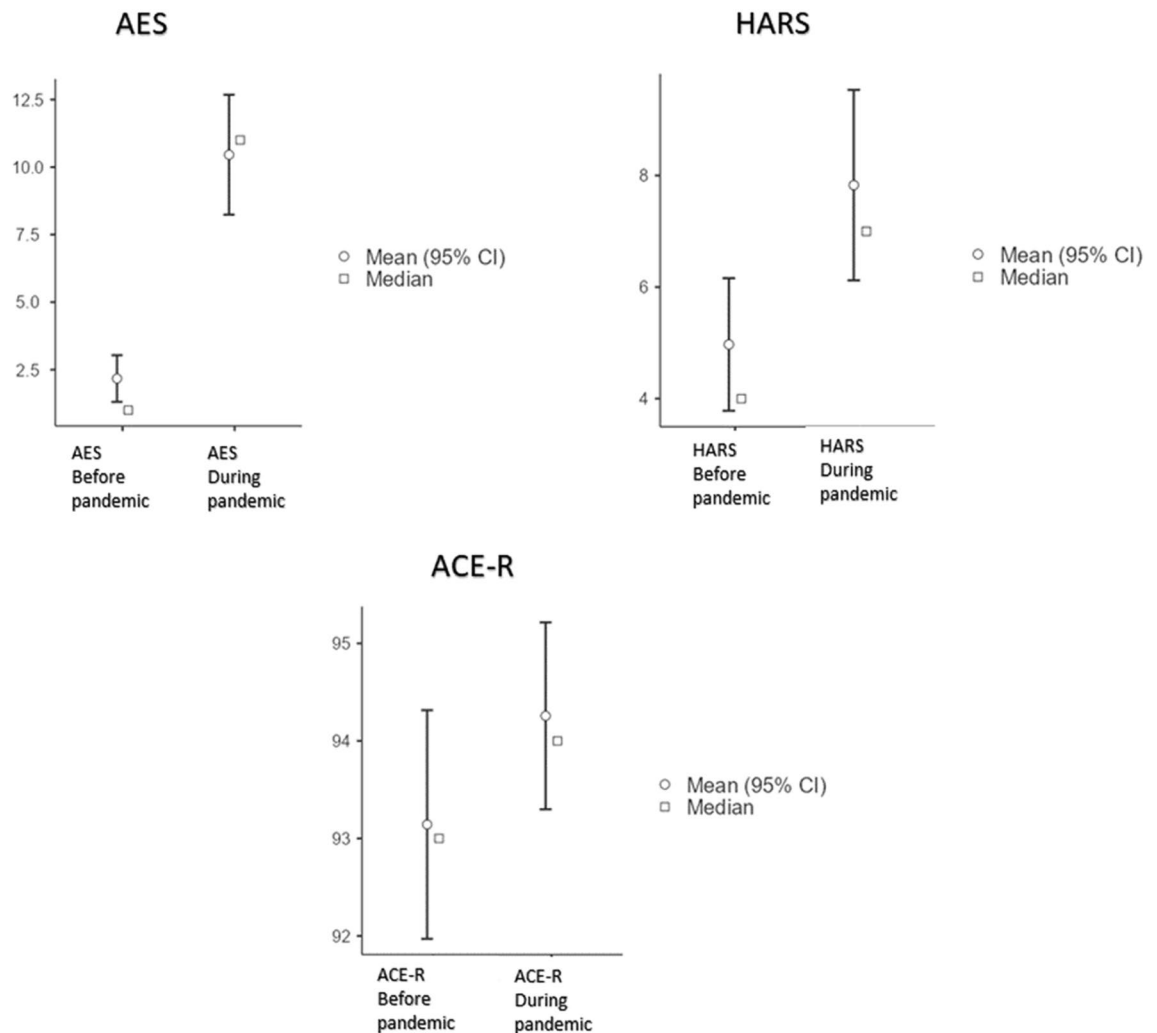 AES
12.5
10.0
7.5
5.0
2.5
Mean (95% CI)
Median
AES
Before
pandemic
AES
During
pandemic
HARS
8
6
4
Mean (95% CI)
Median
HARS
Before
pandemic
HARS
During
pandemic
ACE-R
95
94
93
92
Mean (95% CI)
Median
ACE-R
Before
pandemic
ACE-R
During
pandemic